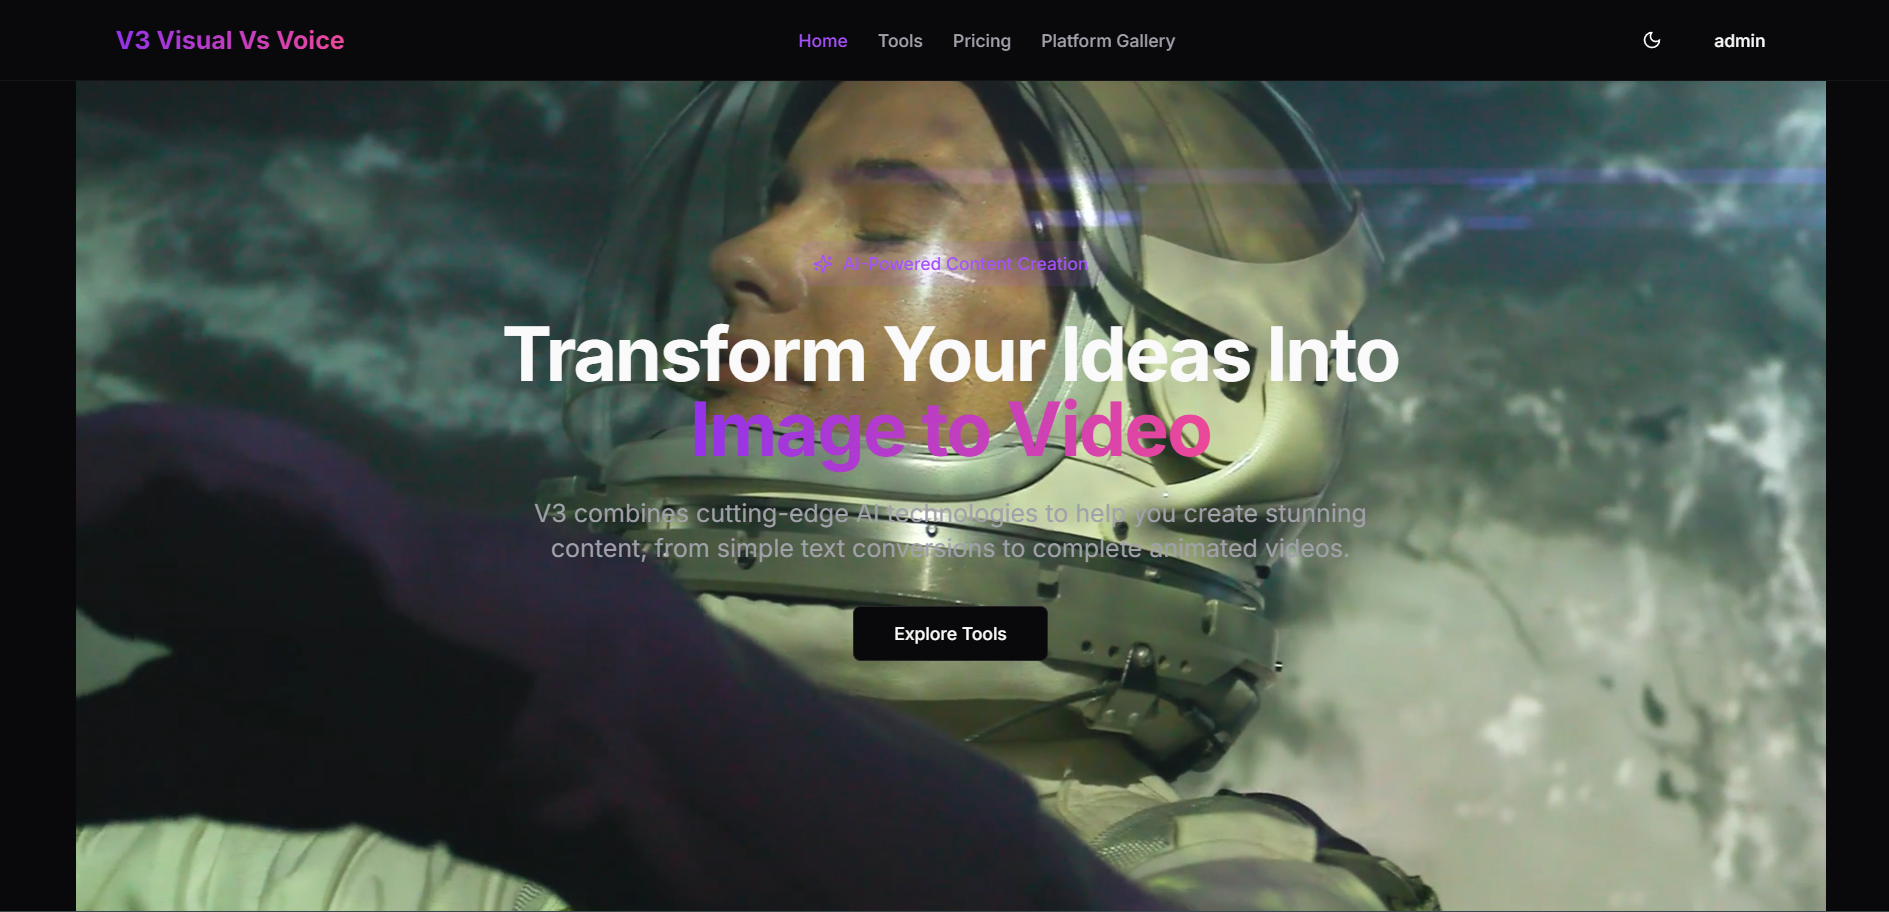 V3 Visual Vs Voice
Home Tools Pricing Platform Gallery
admin
AI-Powered Content Creation
Transform Your Ideas Into
Image to Video
V3 combines cutting-edge AI technologies to help you create stunning
content, from simple text conversions to complete animated videos.
Explore Tools